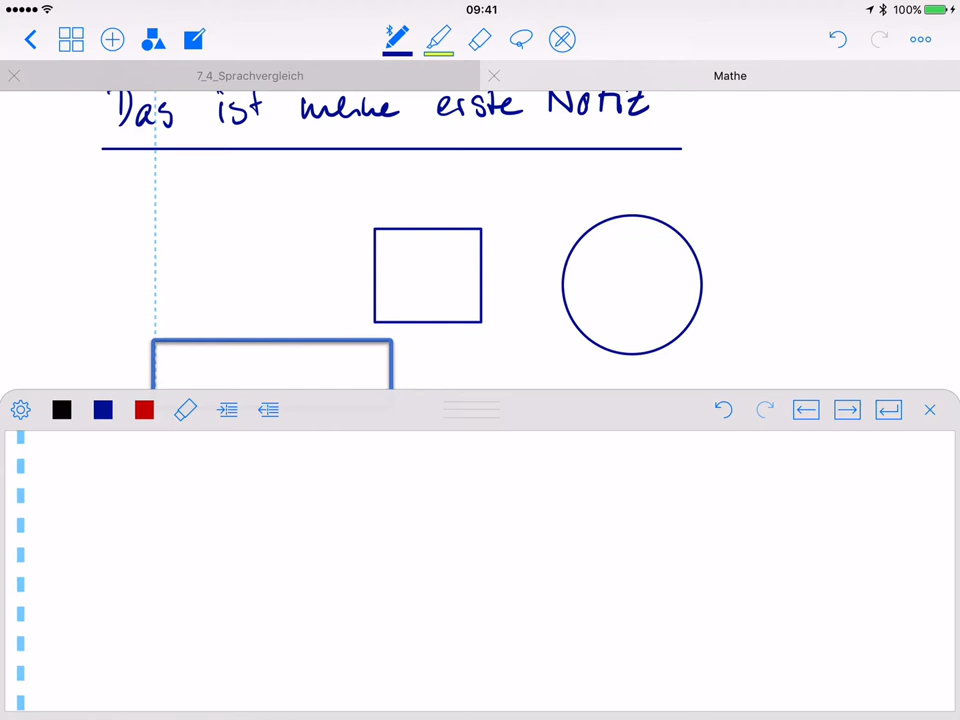 09:41
100%
7_4_Sprachvergleich
Mathe
Das ist meine erste Notiz